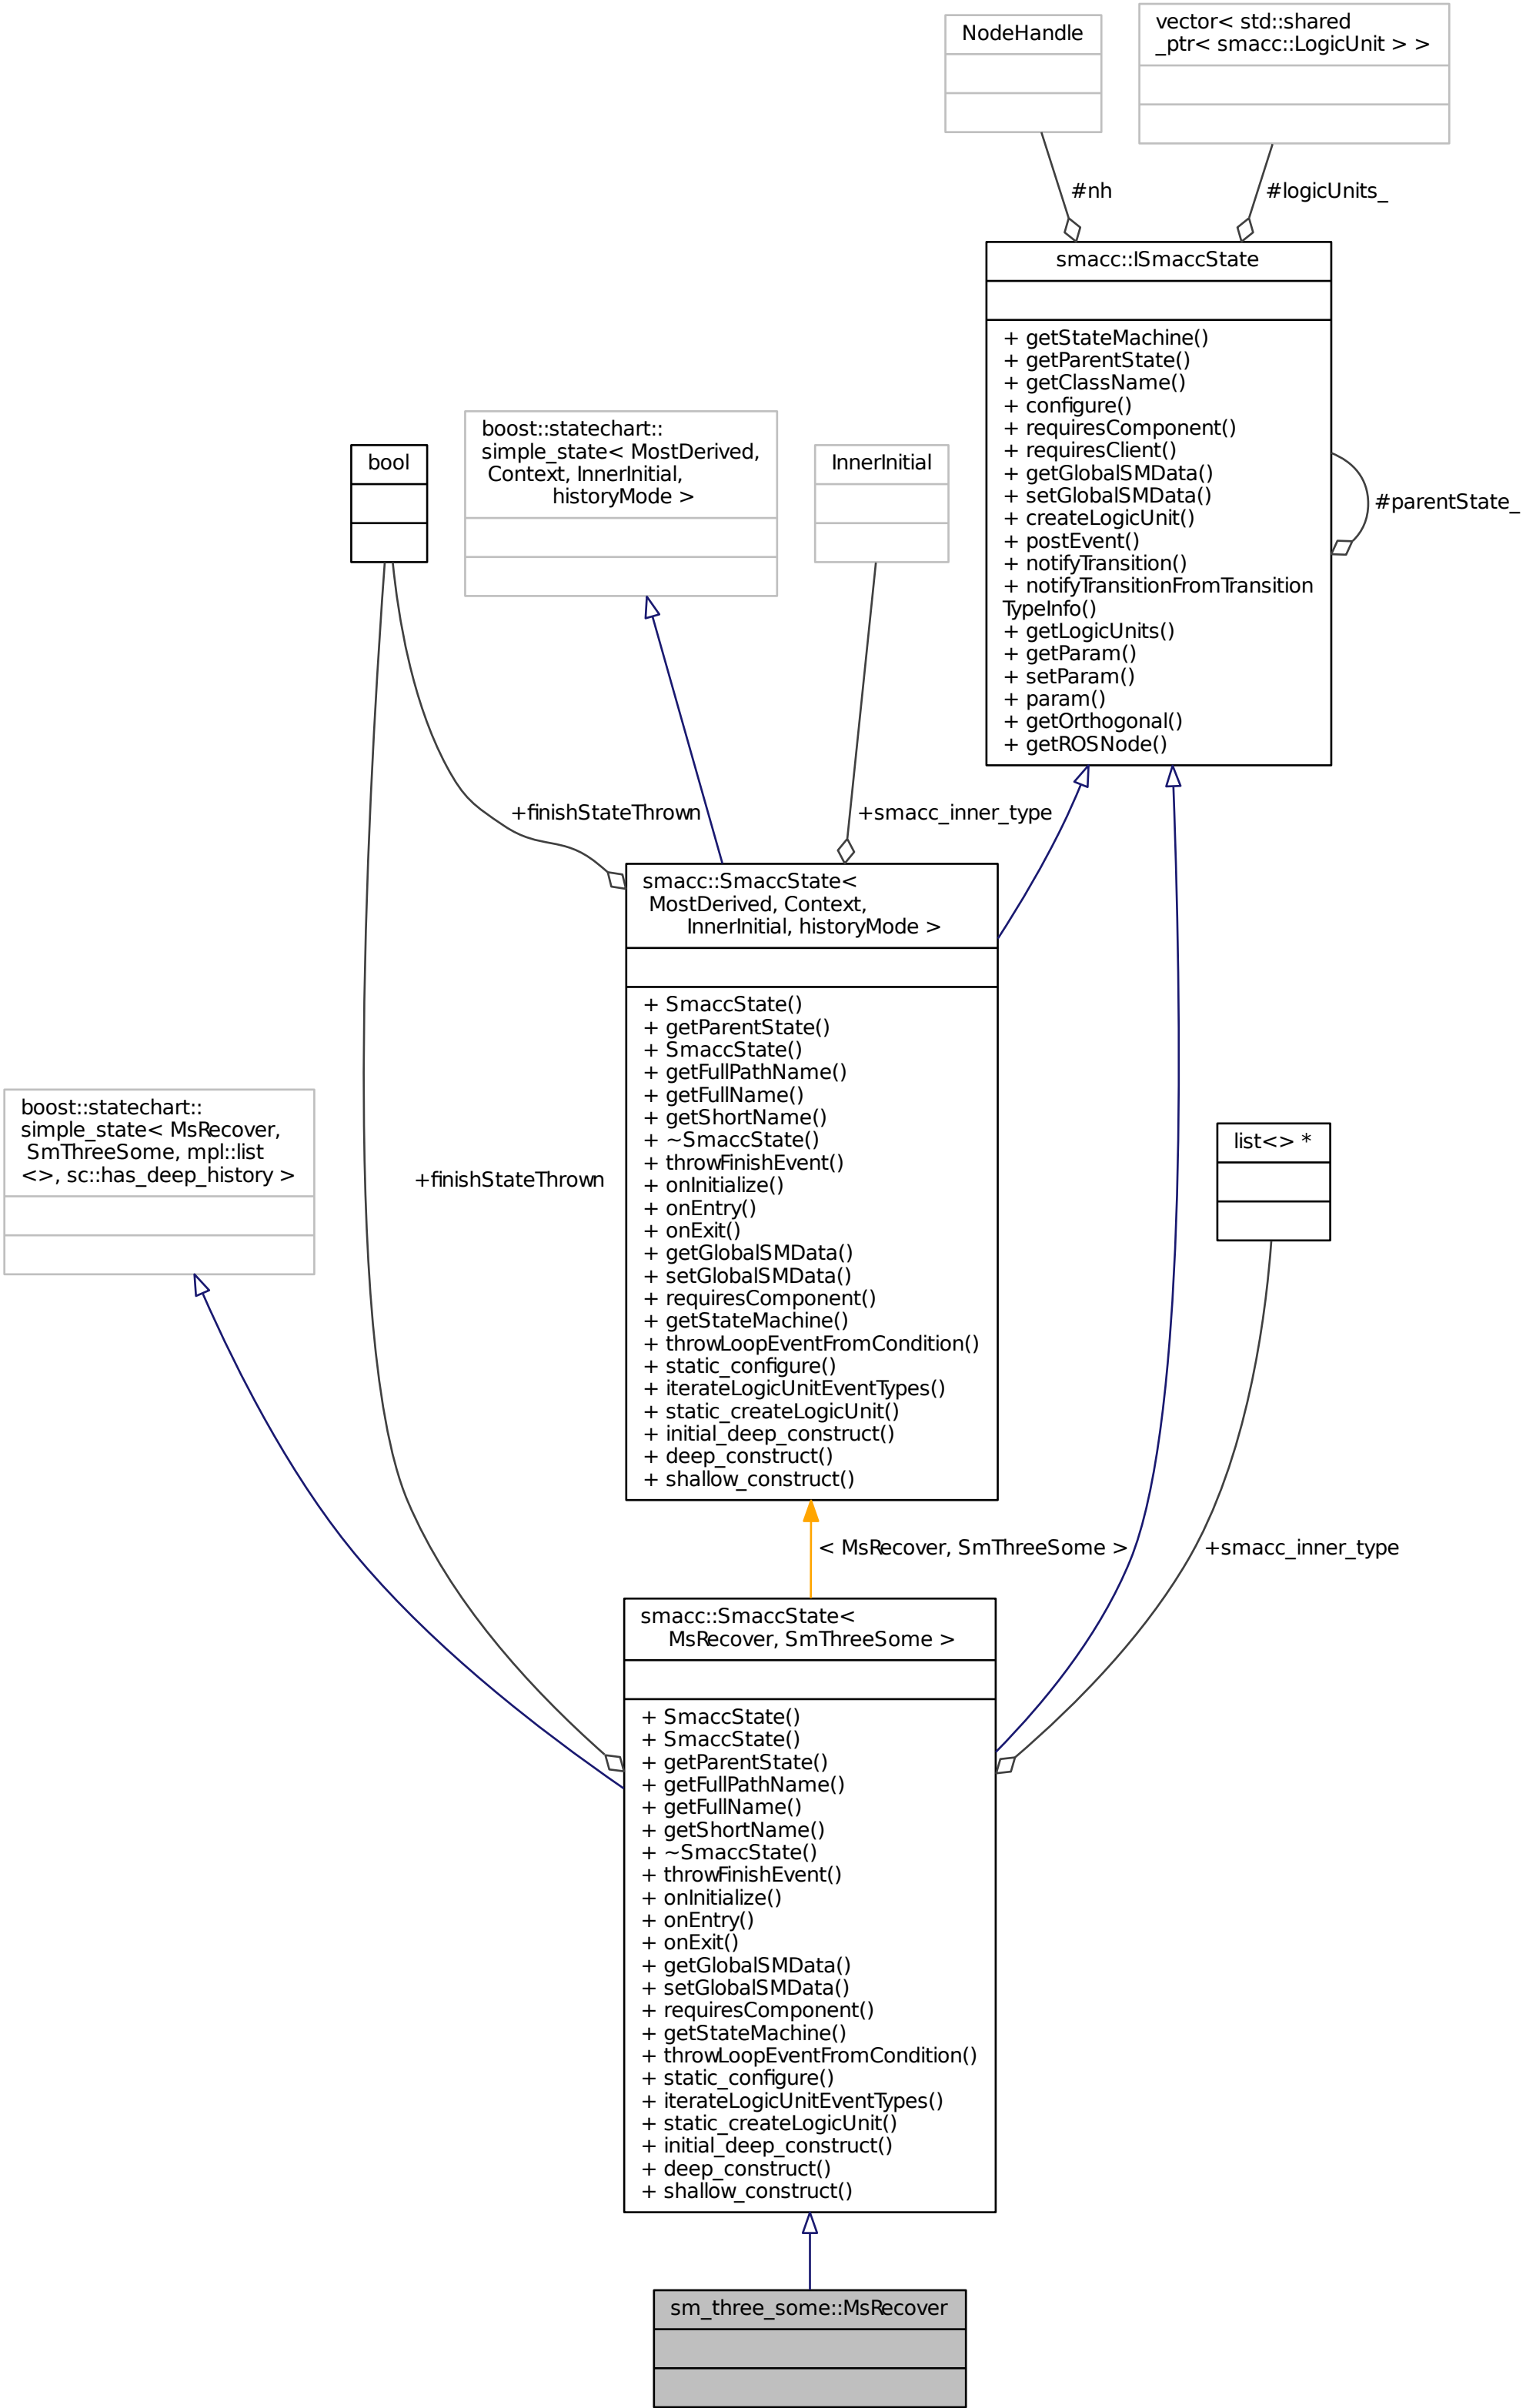 NodeHandle
vector< std::shared
_ptr< smacc::LogicUnit > >
#nh
#logicUnits_
smacc::ISmaccState
+ getStateMachine()
+ getParentState()
+ getClassName()
+ configure()
+ requiresComponent()
+ requiresClient()
+ getGlobalSMData()
+ setGlobalSMData()
+ createLogicUnit()
+ postEvent()
+ notifyTransition()
+ notifyTransitionFromTransition
TypeInfo()
+ getLogicUnits()
+ getParam()
+ setParam()
+ param()
+ getOrthogonal()
+ getROSNode()
#parentState_
bool
boost::statechart::
simple_state< MostDerived,
Context, InnerInitial,
historyMode >
InnerInitial
+finishStateThrown
+smacc_inner_type
smacc::SmaccState<
MostDerived, Context,
InnerInitial, historyMode >
+ SmaccState()
+ getParentState()
+ SmaccState()
+ getFullPathName()
+ getFullName()
+ getShortName()
+ ~SmaccState()
+ throwFinishEvent()
+ onInitialize()
+ onEntry()
+ onExit()
+ getGlobalSMData()
+ setGlobalSMData()
+ requiresComponent()
+ getStateMachine()
+ throwLoopEventFromCondition()
+ static_configure()
+ iterateLogicUnitEventTypes()
+ static_createLogicUnit()
+ initial_deep_construct()
+ deep_construct()
+ shallow_construct()
boost::statechart::
simple_state< MsRecover,
SmThreeSome, mpl::list
<>, sc::has_deep_history >
+finishStateThrown
list<> *
< MsRecover, SmThreeSome >
+smacc_inner_type
smacc::SmaccState<
MsRecover, SmThreeSome >
+ SmaccState()
+ SmaccState()
+ getParentState()
+ getFullPathName()
+ getFullName()
+ getShortName()
+ ~SmaccState()
+ throwFinishEvent()
+ onInitialize()
+ onEntry()
+ onExit()
+ getGlobalSMData()
+ setGlobalSMData()
+ requiresComponent()
+ getStateMachine()
+ throwLoopEventFromCondition()
+ static_configure()
+ iterateLogicUnitEventTypes()
+ static_createLogicUnit()
+ initial_deep_construct()
+ deep_construct()
+ shallow_construct()
sm_three_some::MsRecover